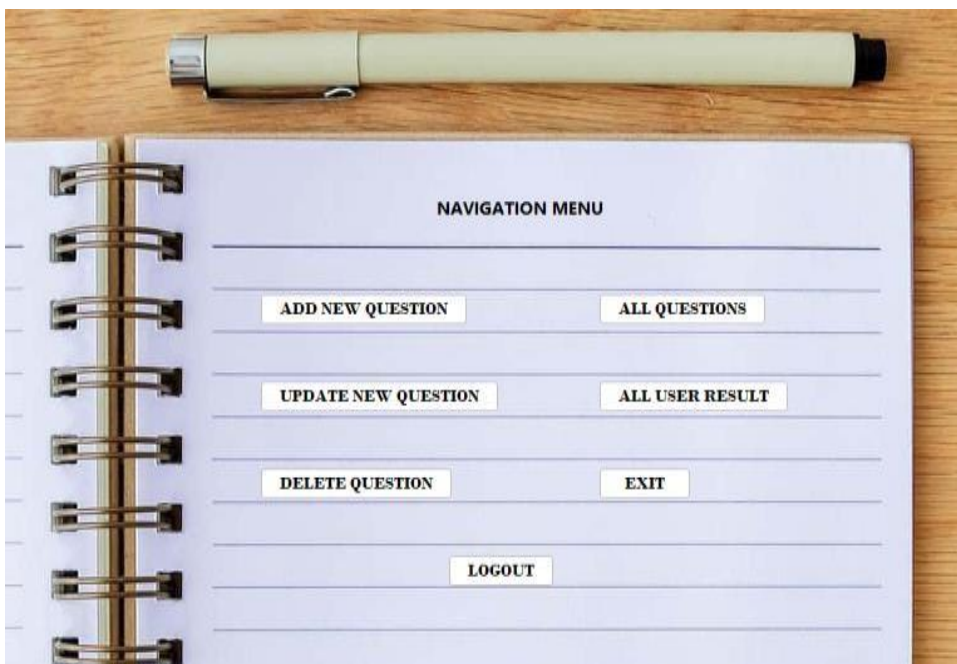 NAVIGATION MENU
ADD NEW QUESTION
ALL QUESTIONS
UPDATE NEW QUESTION
ALL USER RESULT
DELETE QUESTION
EXIT
LOGOUT